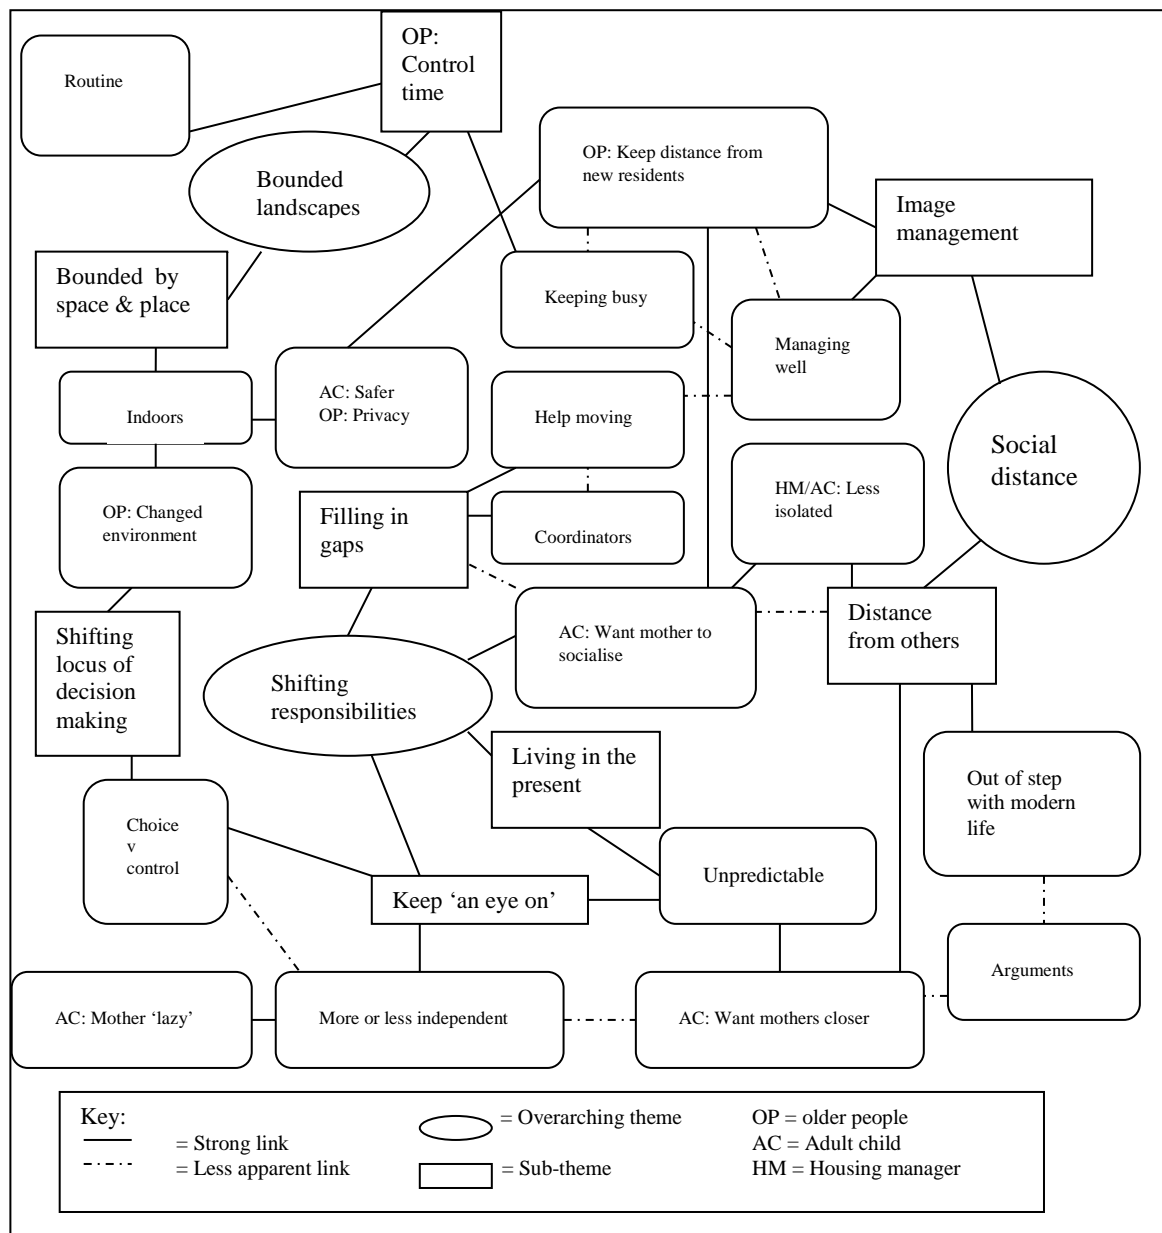 OP:
Control
time
Routine
OP: Keep distance from
new residents
Bounded
landscapes
Image
management
Bounded  by
space & place
Keeping busy
Managing
well
AC: Safer
OP: Privacy
Help moving
Indoors
Social
distance
HM/AC: Less
isolated
OP: Changed
environment
Filling in
gaps
Coordinators
Distance
from others
AC: Want mother to
socialise
Shifting
locus of
decision
making
Shifting
responsibilities
Living in the
present
Out of step
with modern
life
Choice
v
control
Unpredictable
Keep ‘an eye on’
Arguments
AC: Mother ‘lazy’
More or less independent
AC: Want mothers closer
Key:
= Strong link
= Less apparent link
= Overarching theme
= Sub-theme
OP = older people
AC = Adult child
HM = Housing manager